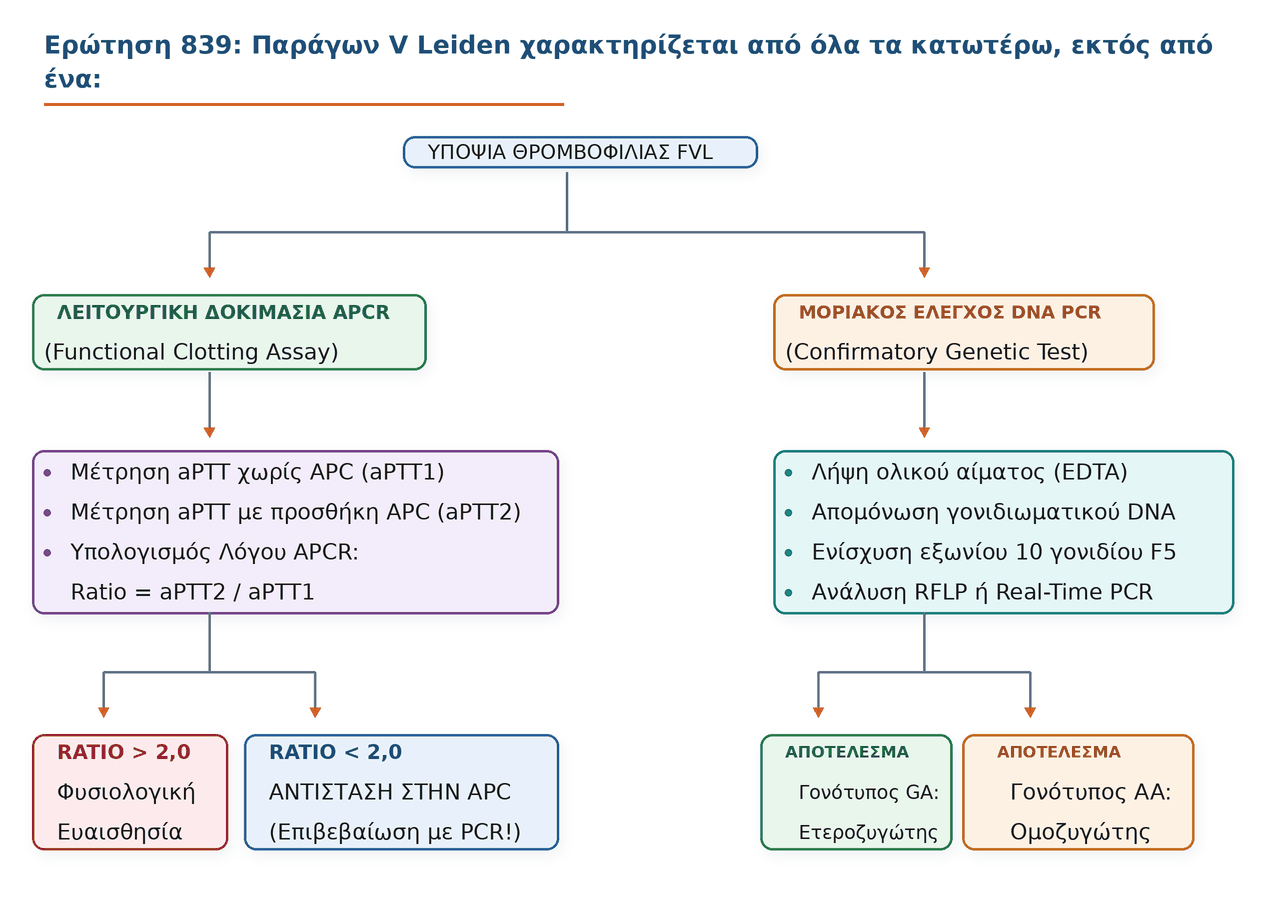 Ερώτηση 839: Παράγων V Leiden χαρακτηρίζεται από όλα τα κατωτέρω, εκτός από
ένα:
ΥΠΟΨΙΑ ΘΡΟΜΒΟΦΙΛΙΑΣ FVL
ΛΕΙΤΟΥΡΓΙΚΗ ΔΟΚΙΜΑΣΙΑ APCR
(Functional Clotting Assay)
ΜΟΡΙΑΚΟΣ ΕΛΕΓΧΟΣ DNA PCR
(Confirmatory Genetic Test)
• Μέτρηση aPTT χωρίς APC (aPTT1)
• Μέτρηση aPTT με προσθήκη APC (aPTT2)
• Υπολογισμός Λόγου APCR:
Ratio = aPTT2 / aPTT1
• Λήψη ολικού αίματος (EDTA)
• Απομόνωση γονιδιωματικού DNA
• Ενίσχυση εξωνίου 10 γονιδίου F5
• Ανάλυση RFLP ή Real-Time PCR
RATIO > 2,0
Φυσιολογική
Ευαισθησία
RATIO < 2,0
ΑΝΤΙΣΤΑΣΗ ΣΤΗΝ APC
(Επιβεβαίωση με PCR!)
ΑΠΟΤΕΛΕΣΜΑ
Γονότυπος GA:
Ετεροζυγώτης
ΑΠΟΤΕΛΕΣΜΑ
Γονότυπος AA:
Ομοζυγώτης